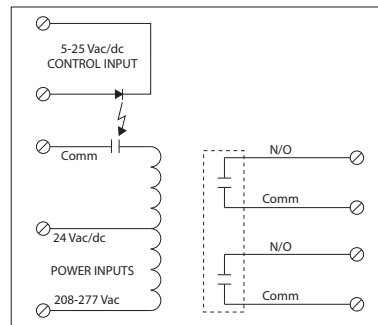 5-25 Vac/dc
CONTROL INPUT
Comm
24 Vac/dc
POWER INPUTS
208-277 Vac
N/O
Comm
N/O
Comm